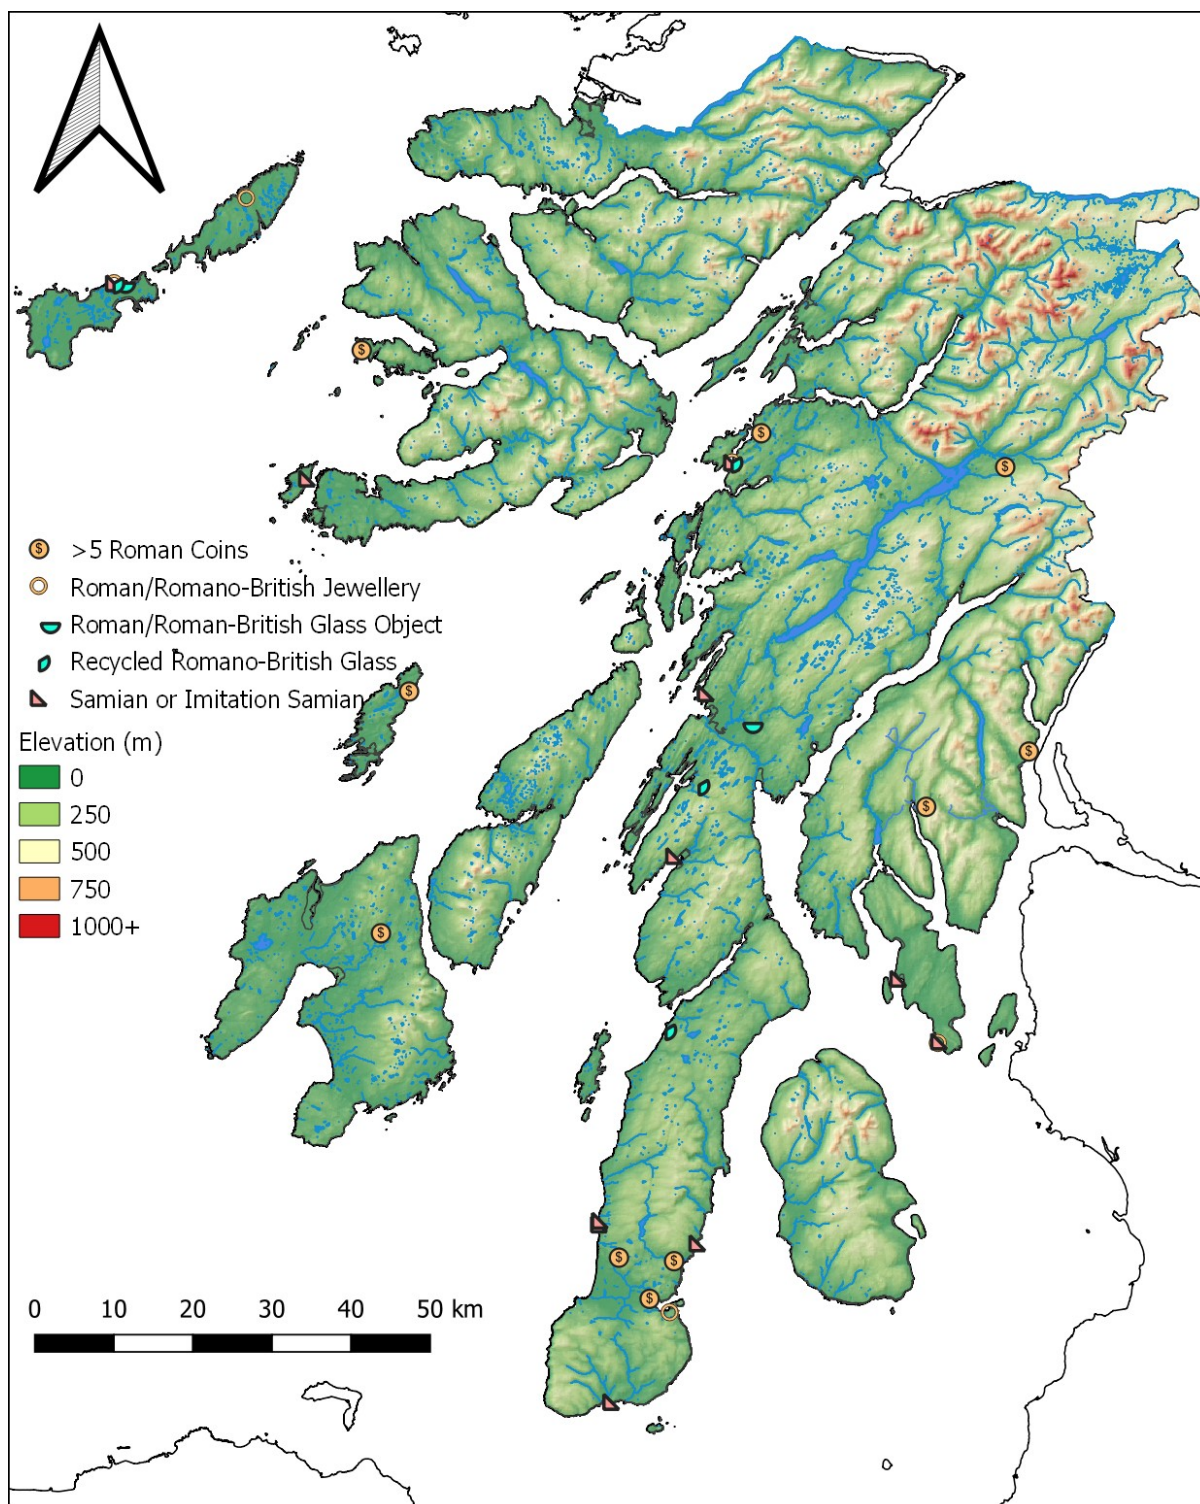 >5 Roman Coins
Roman/Romano-British Jewellery
Roman/Roman-British Glass Object
Recycled Romano-British Glass
Samian or Imitation Samian
Elevation (m)
0
250
500
750
1000+
0 10 20 30 40 50 km